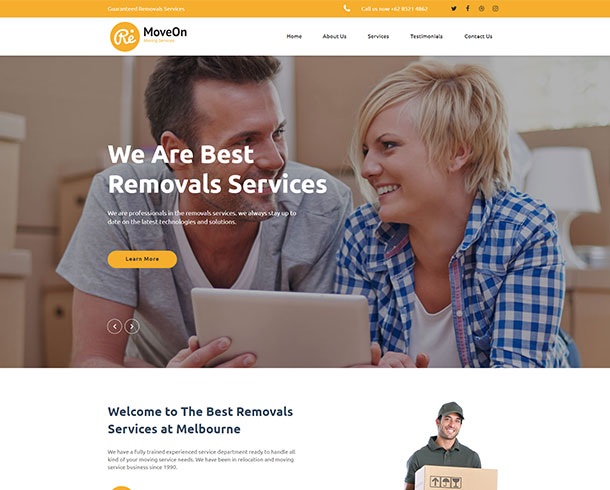 Guaranteed Removals Services
Call us now +62 8521 4862
Re
MoveOn
Moving Services
Home
About Us
Services
Testimonials
Contact Us
We Are Best
Removals Services
We are professionals in the removals services, we always stay up to
date on the latest technologies and solutions.
Learn More
Welcome to The Best Removals
Services at Melbourne
We have a fully trained experienced service department ready to handle
all kind of your moving service needs. We have been in relocation and moving
service business since 1990.